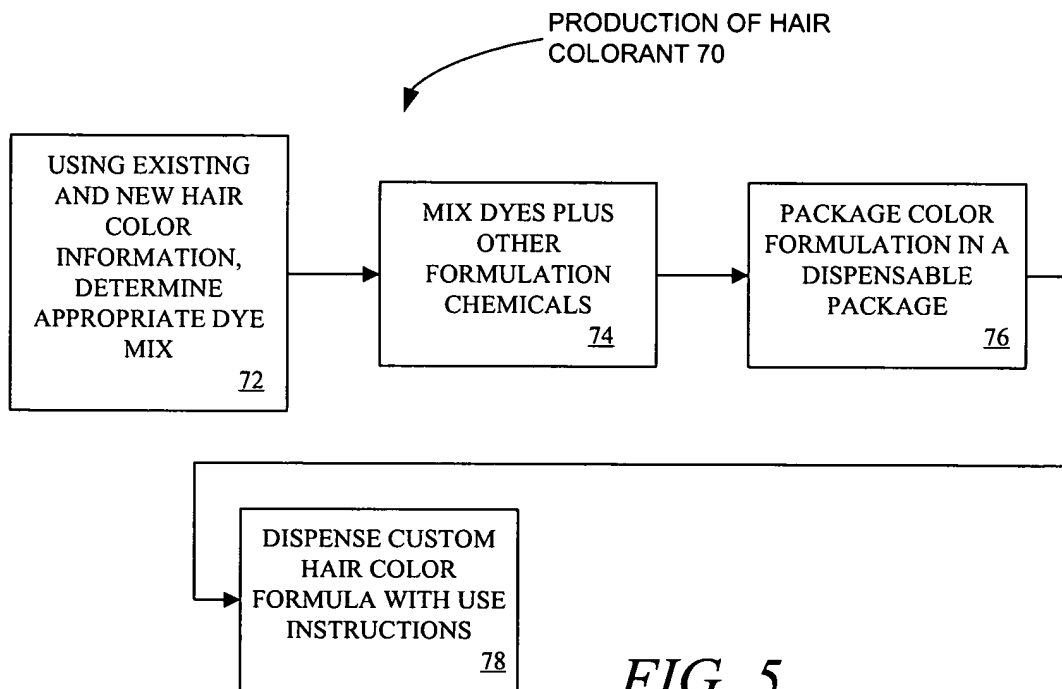 PRODUCTION OF HAIR
COLORANT 70
USING EXISTING
AND NEW HAIR
COLOR
INFORMATION,
DETERMINE
APPROPRIATE DYE
MIX
72
MIX DYES PLUS
OTHER
FORMULATION
CHEMICALS
74
PACKAGE COLOR
FORMULATION IN A
DISPENSABLE
PACKAGE
76
DISPENSE CUSTOM
HAIR COLOR
FORMULA WITH USE
INSTRUCTIONS
78
FIG. 5